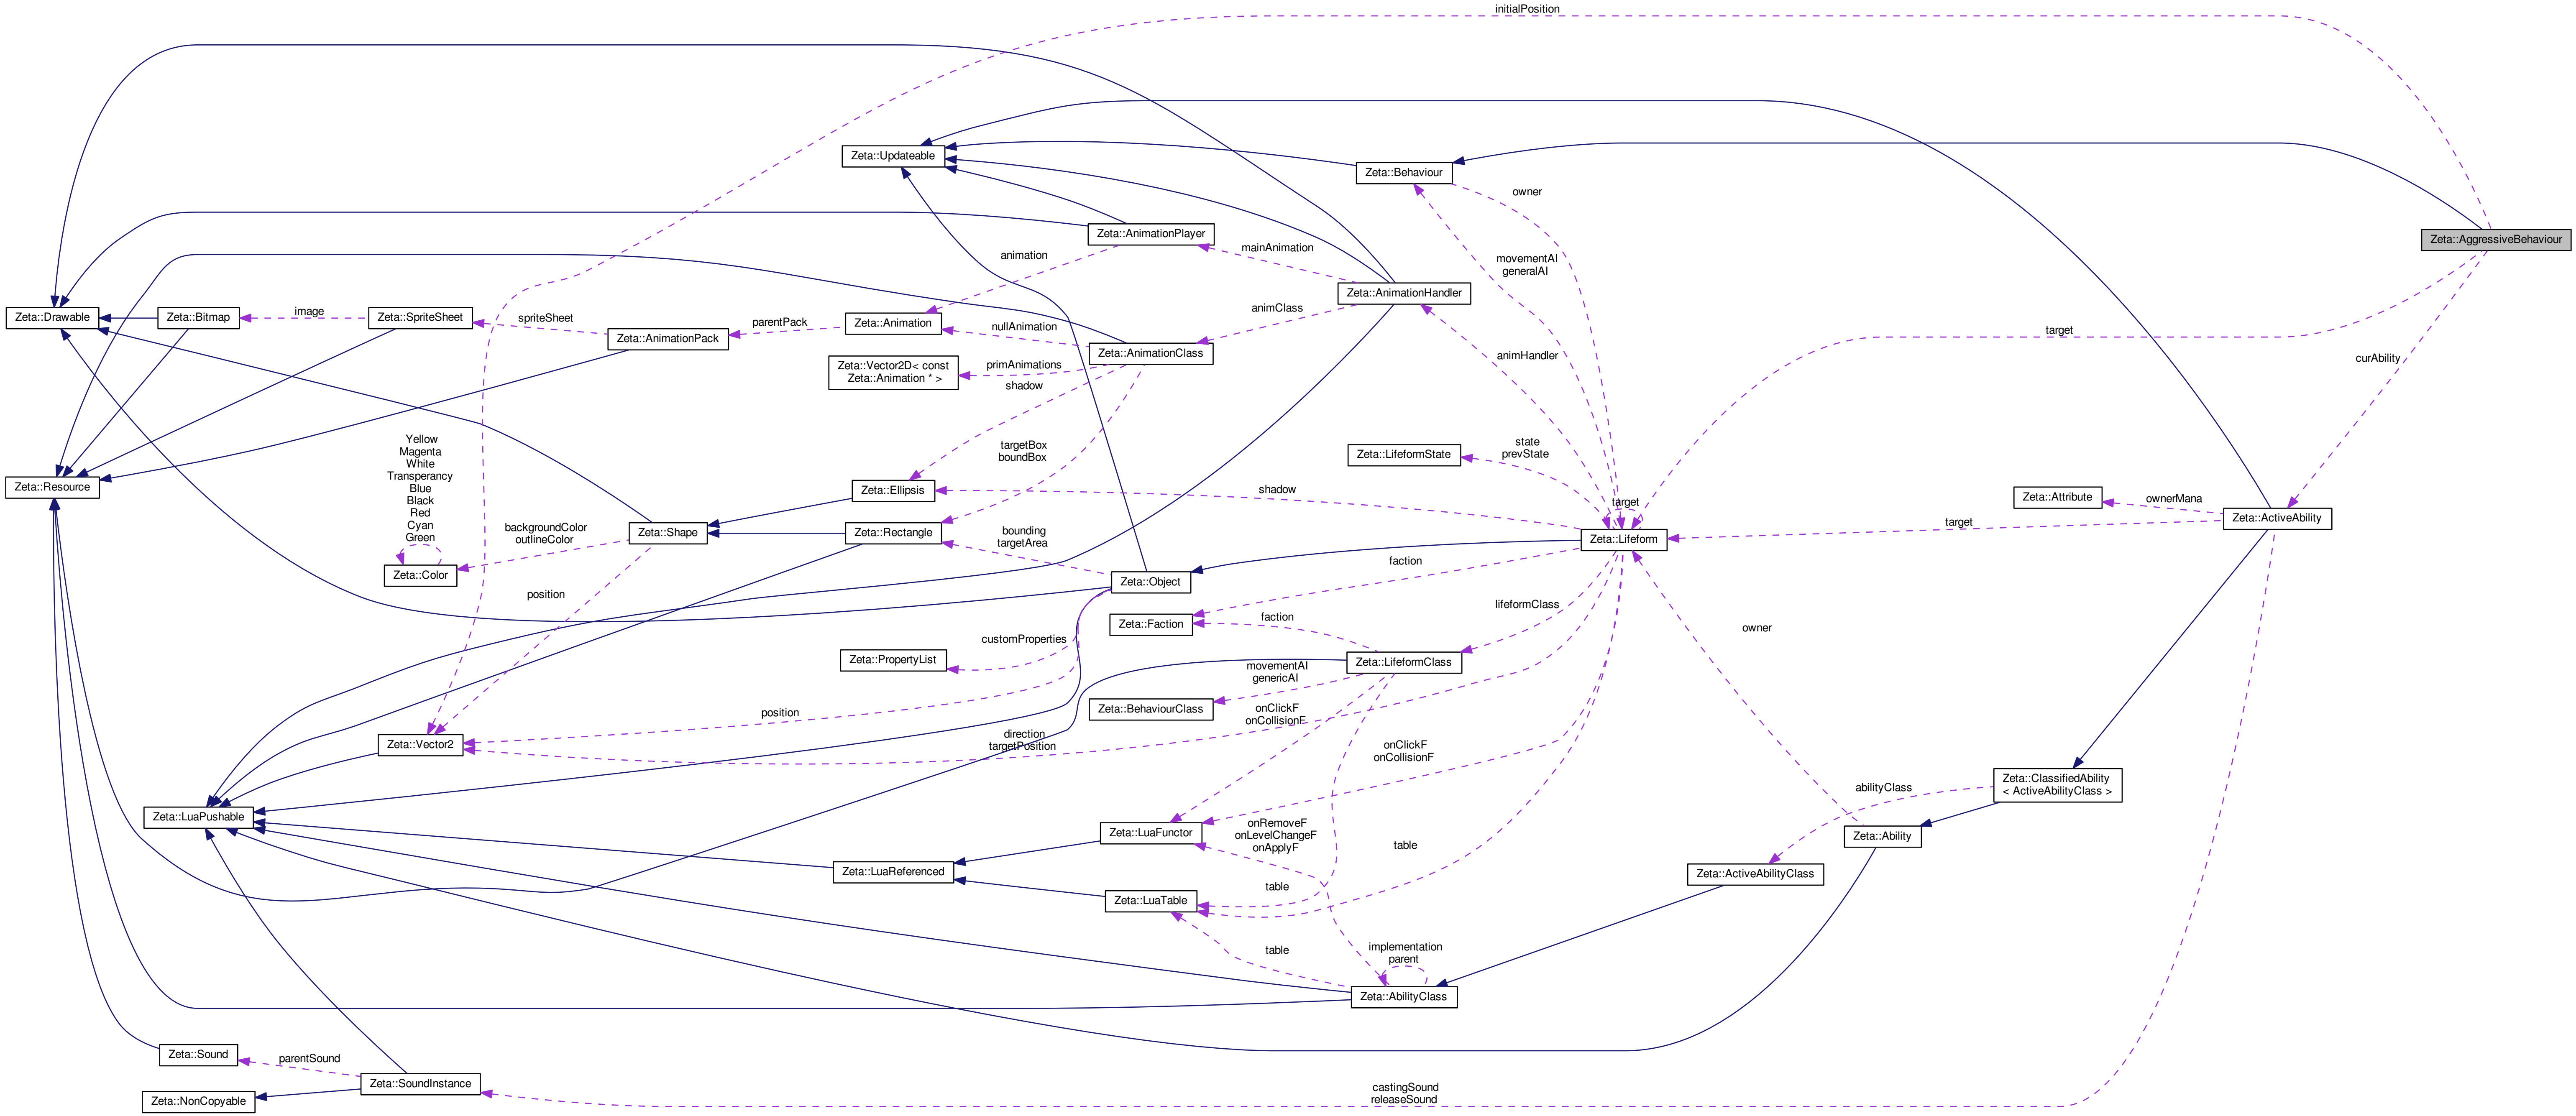 initialPosition
Zeta::Updateable
Zeta::Behaviour
owner
Zeta::AnimationPlayer
mainAnimation
Zeta::AggressiveBehaviour
animation
movementAI
generalAI
Zeta::AnimationHandler
animClass
Zeta::Drawable
Zeta::Bitmap
image
Zeta::SpriteSheet
spriteSheet
Zeta::AnimationPack
parentPack
Zeta::Animation
nullAnimation
Zeta::AnimationClass
animHandler
target
curAbility
Zeta::Vector2D< const
Zeta::Animation * >
primAnimations
shadow
targetBox
boundBox
Zeta::LifeformState
state
prevState
Yellow
Magenta
White
Transperancy
Blue
Black
Red
Cyan
Green
Zeta::Resource
Zeta::Ellipsis
shadow
target
Zeta::Attribute
ownerMana
Zeta::ActiveAbility
target
backgroundColor
outlineColor
Zeta::Shape
Zeta::Rectangle
bounding
targetArea
Zeta::Lifeform
Zeta::Color
Zeta::Object
faction
position
Zeta::Faction
faction
lifeformClass
owner
customProperties
Zeta::PropertyList
Zeta::LifeformClass
movementAI
genericAI
Zeta::BehaviourClass
position
onClickF
onCollisionF
direction
targetPosition
Zeta::Vector2
onClickF
onCollisionF
Zeta::ClassifiedAbility
< ActiveAbilityClass >
abilityClass
Zeta::LuaPushable
Zeta::LuaFunctor
onRemoveF
onLevelChangeF
onApplyF
table
Zeta::Ability
Zeta::LuaReferenced
Zeta::ActiveAbilityClass
table
Zeta::LuaTable
table
implementation
parent
Zeta::AbilityClass
Zeta::Sound
parentSound
Zeta::SoundInstance
castingSound
releaseSound
Zeta::NonCopyable